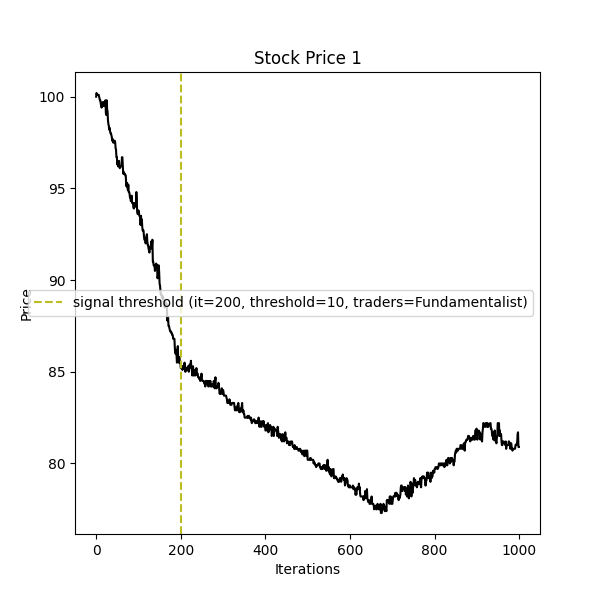 Stock Price 1
100
95
90
85
80
Price
signal threshold (it=200, threshold=10, traders=Fundamentalist)
0
200
400
600
800
1000
Iterations